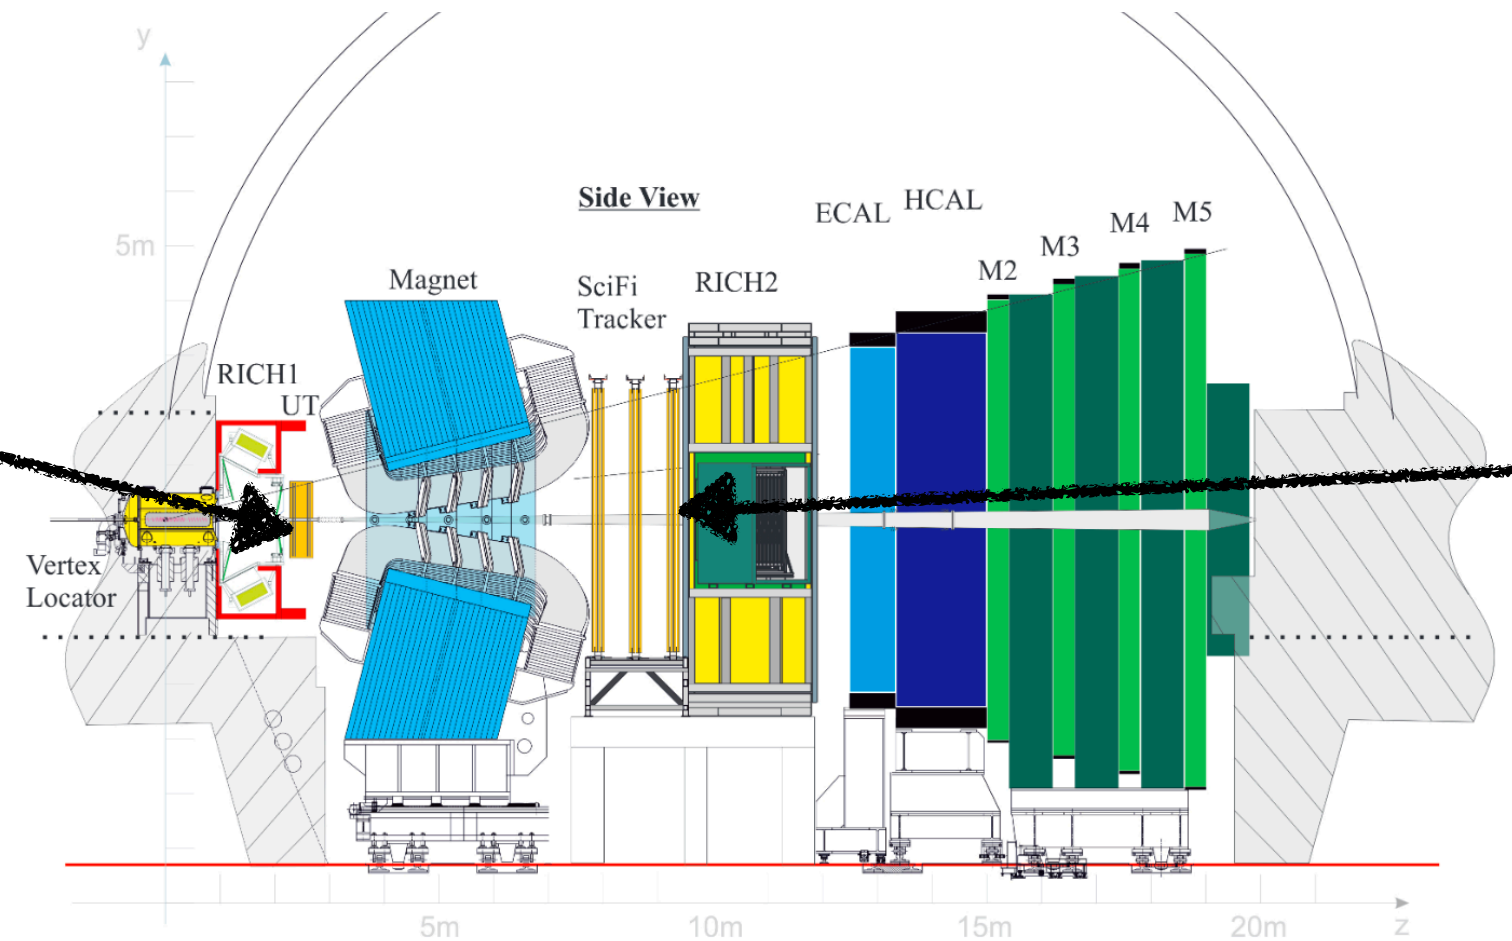 y
Side View
ECAL
HCAL
M5
M4
M3
M2
5m
Magnet
SciFi
Tracker
RICH2
RICH1
UT
Vertex
Locator
5m
10m
15m
20m
z